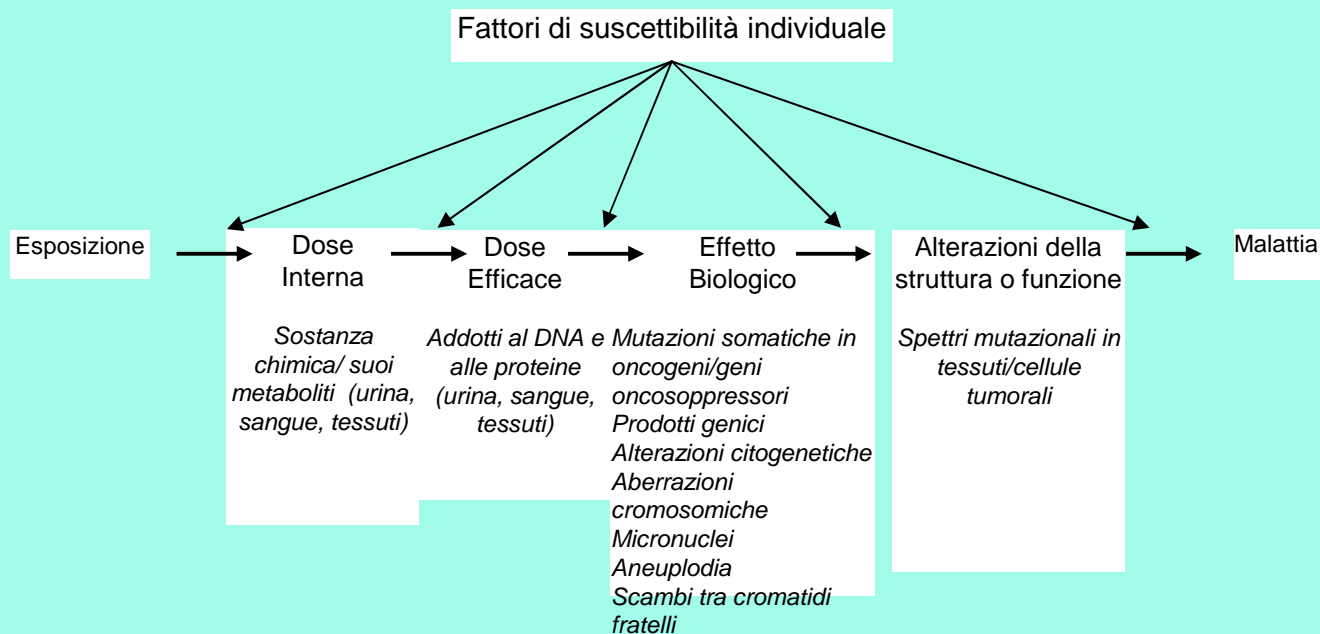 Fattori di suscettibilità individuale
Esposizione
Dose
Interna
Sostanza
chimica/ suoi
metaboliti (urina,
sangue, tessuti)
Dose
Efficace
Addotti al DNA e
alle proteine
(urina, sangue,
tessuti)
Effetto
Biologico
Mutazioni somatiche in
oncogeni/geni
oncosoppressori
Prodotti genici
Alterazioni citogenetiche
Aberrazioni
cromosomiche
Micronuclei
Aneuplodia
Scambi tra cromatidi
fratelli
Alterazioni della
struttura o funzione
Spettri mutazionali in
tessuti/cellule
tumorali
Malattia